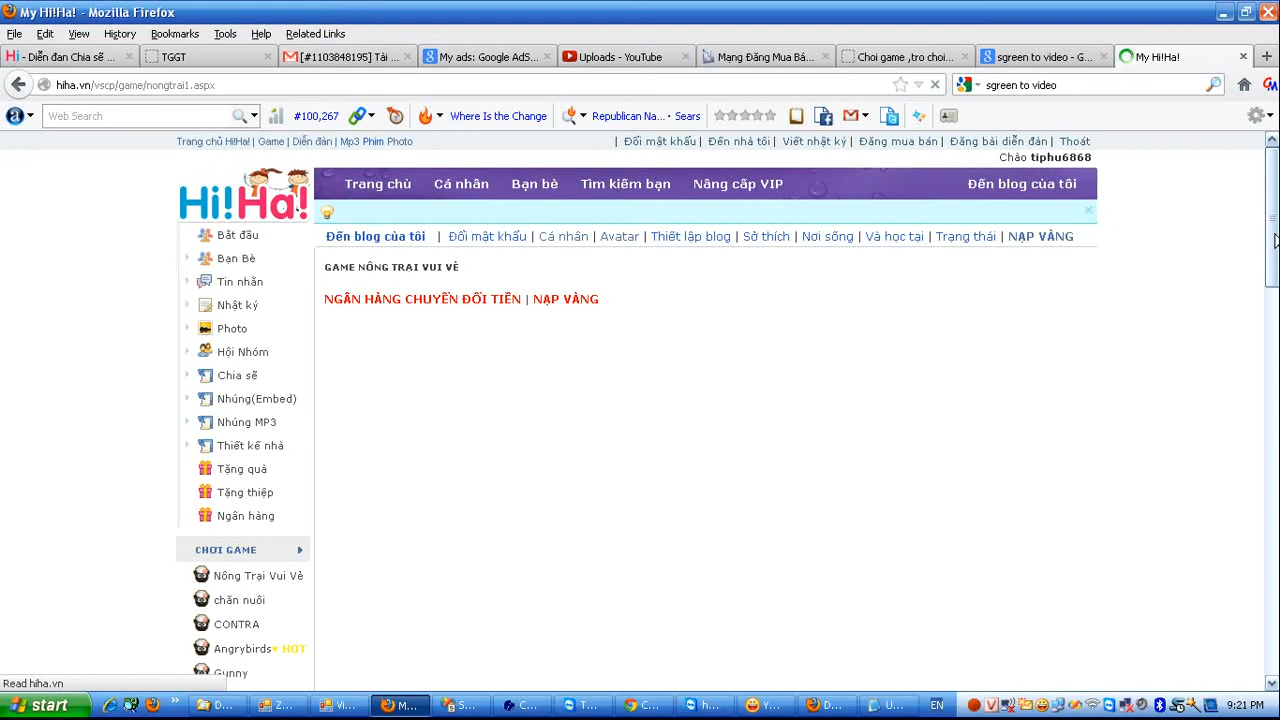 My Hi!Ha! - Mozilla Firefox
File Edit View History Bookmarks Tools Help Related Links
Hi - Diễn đan Chia sẽ ... TGGT [#1103848195] Tài ... My ads: Google AdS... Uploads - YouTube Mạng Đăng Mua Bá... Choi game ,tro choi... sgreen to video - G... My Hi!Ha!
hiha.vn/vscp/game/nongtrai1.aspx sgreen to video
Web Search #100,267 Where Is the Change Republican Na... Sears
Trang chủ Hi!Ha! | Game | Diễn đàn | Mp3 Phim Photo | Đổi mật khẩu | Đến nhà tôi | Viết nhật ký | Đăng mua bán | Đăng bài diễn đàn | Thoát
Chào tiphu6868
Hi!Ha!
Trang chủ Cá nhân Bạn bè Tìm kiếm bạn Nâng cấp VIP Đến blog của tôi
Đến blog của tôi | Đổi mật khẩu | Cá nhân | Avatar | Thiết lập blog | Sở thích | Nơi sống | Và học tại | Trạng thái | NẠP VÀNG
GAME NÔNG TRẠI VUI VẺ
NGÂN HÀNG CHUYỂN ĐỔI TIỀN | NẠP VÀNG
Bắt đầu
Bạn Bè
Tin nhắn
Nhật ký
Photo
Hội Nhóm
Chia sẽ
Nhúng(Embed)
Nhúng MP3
Thiết kế nhà
Tặng quà
Tặng thiệp
Ngân hàng
CHƠI GAME
Nông Trại Vui Vẻ
chăn nuôi
CONTRA
Angrybirds HOT
Gunny
Read hiha.vn
start D... Z... Vi... M... S... C... T... C... h... Y... D... U... EN 9:21 PM